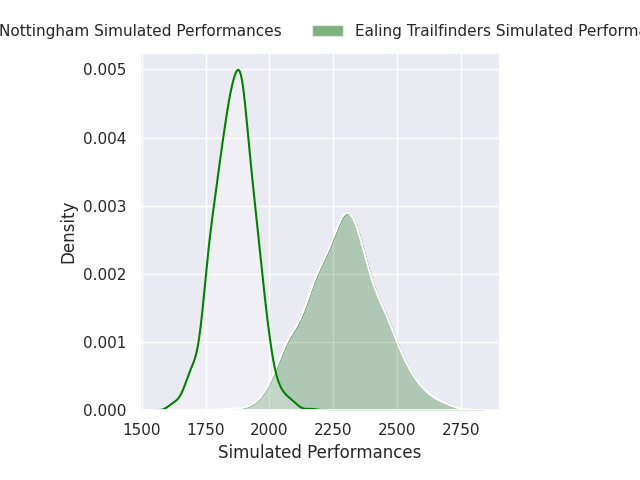 Nottingham Simulated Performances Ealing Trailfinders Simulated
0.005
0.004
0.003
0.002
0.001
0.000
Density
1500 1750 2000 2250 2500 2750
Simulated Performances